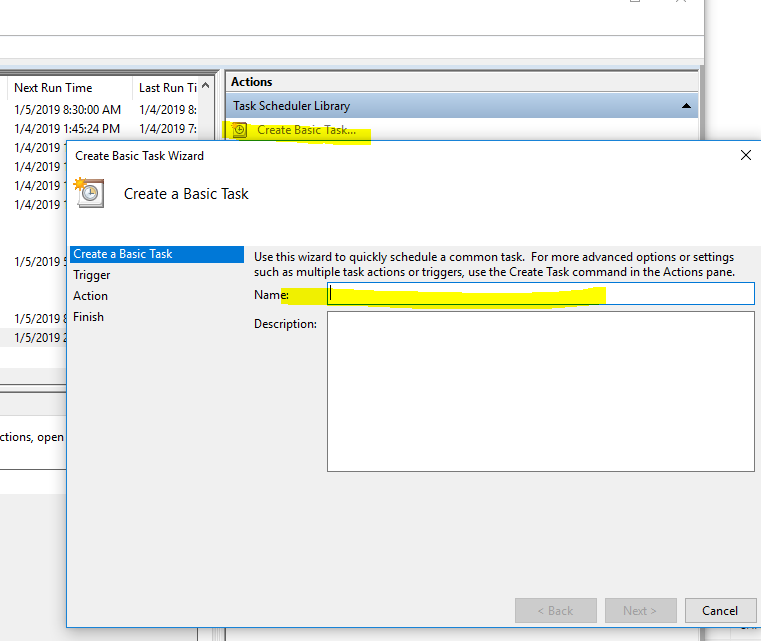 Next Run Time
Last Run Ti
1/5/2019 8:30:00 AM
1/4/2019 8:
1/4/2019 1:45:24 PM
1/4/2019 7:
1/4/2019 1
1/4/2019 1
1/4/2019 1
1/4/2019 1
1/5/2019 5
1/5/2019 8
1/5/2019 2
ctions, open
Actions
Task Scheduler Library
Create Basic Task...
Create Basic Task Wizard
Create a Basic Task
Create a Basic Task
Trigger
Action
Finish
Use this wizard to quickly schedule a common task.  For more advanced options or settings
such as multiple task actions or triggers, use the Create Task command in the Actions pane.
Name:
Description:
< Back
Next >
Cancel